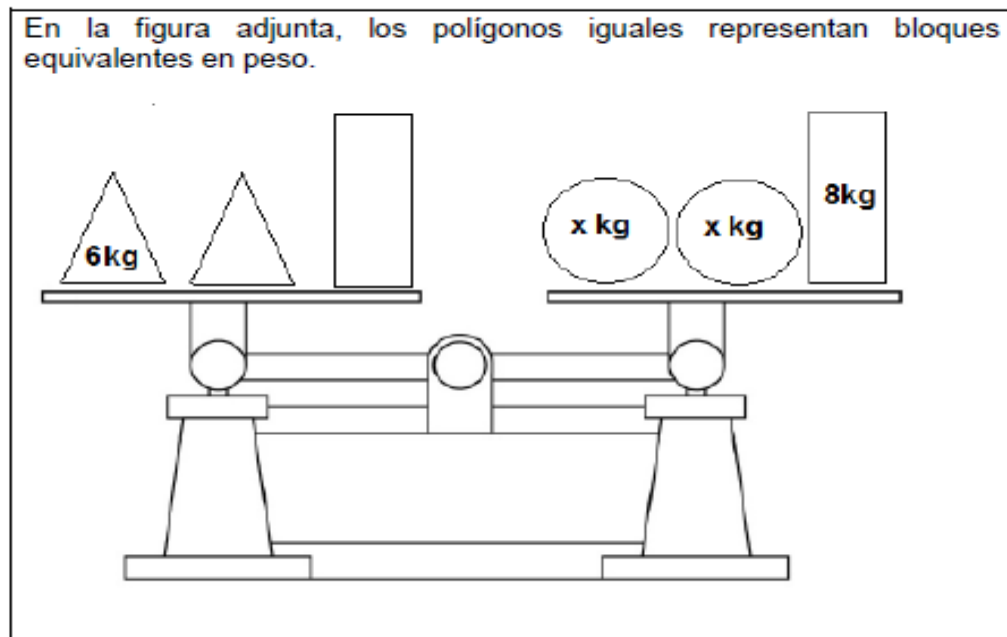 En la figura adjunta, los polígonos iguales representan bloques
equivalentes en peso.
6kg
x kg
x kg
8kg